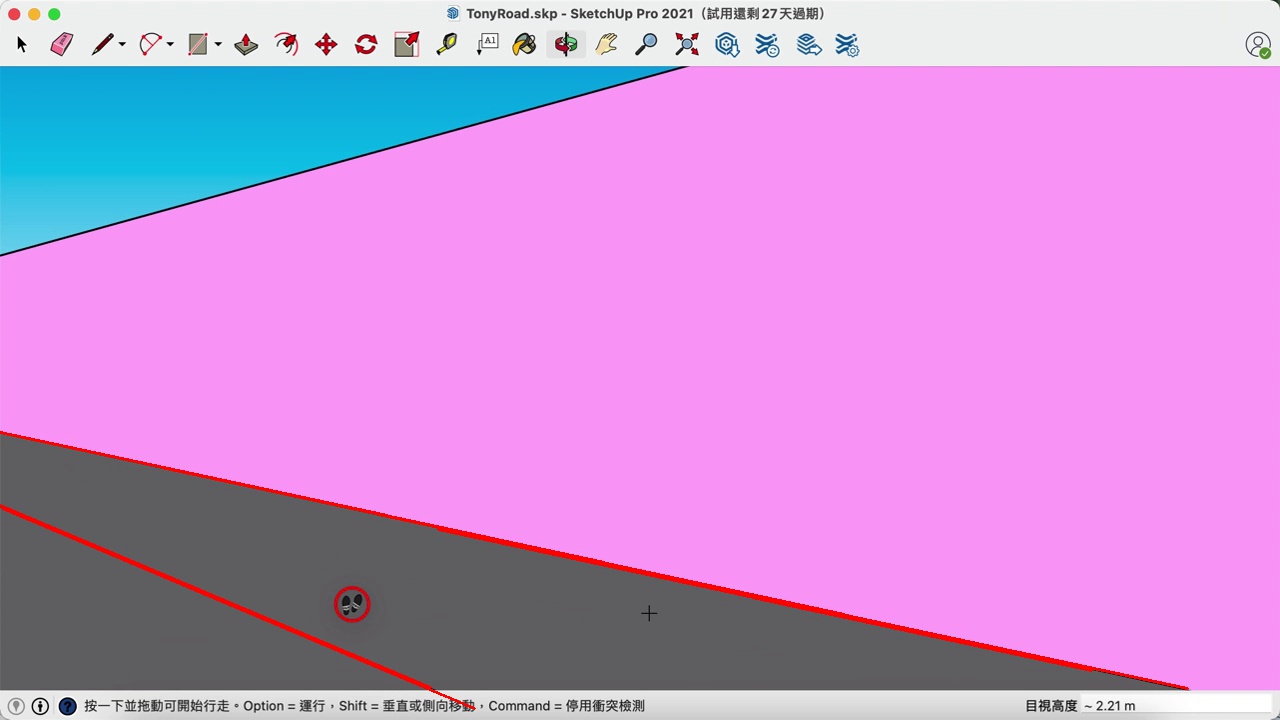 TonyRoad.skp - SketchUp Pro 2021（試用還剩 27 天過期）
A1
按一下並拖動可開始行走。Option = 運行，Shift = 垂直或側向移動，Command = 停用衝突檢測
目視高度 ~ 2.21 m